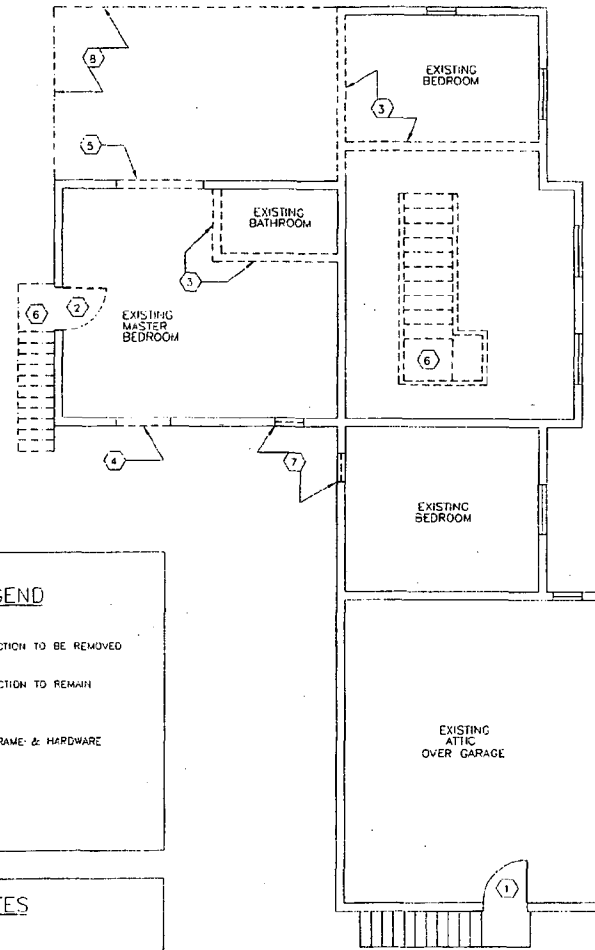 8
EXISTING
BEDROOM
3
5
EXISTING
BATHROOM
3
6
2
EXISTING
MASTER
BEDROOM
6
4
7
EXISTING
BEDROOM
GEND
CTION TO BE REMOVED
CTION TO REMAIN
RAME & HARDWARE
EXISTING
ATTIC
OVER GARAGE
1
TES